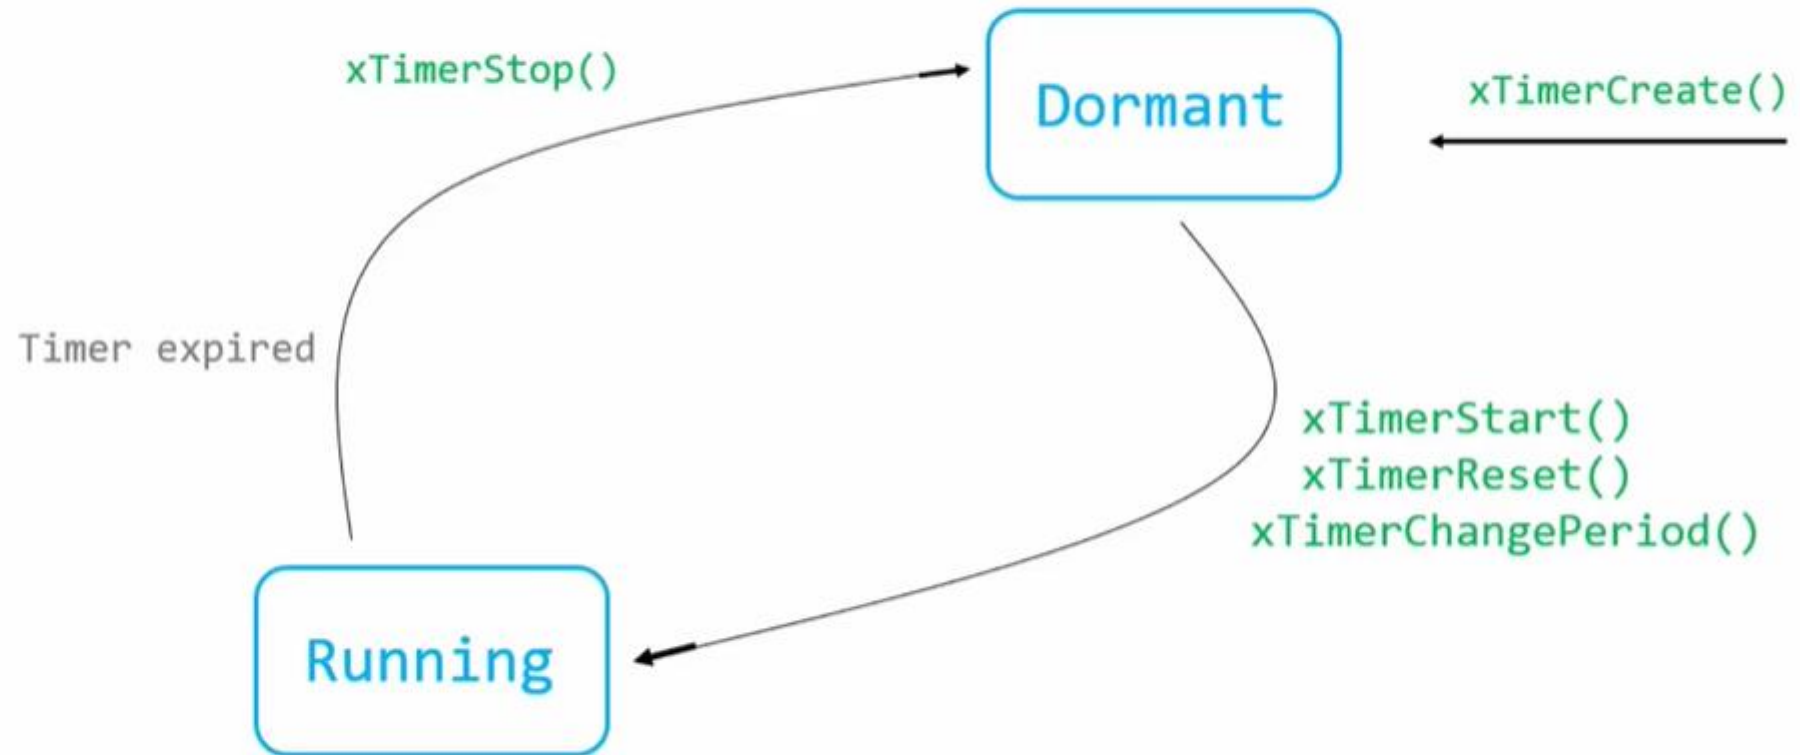 xTimerStop()
Dormant
xTimerCreate()
Timer expired
xTimerStart()
xTimerReset()
xTimerChangePeriod()
Running